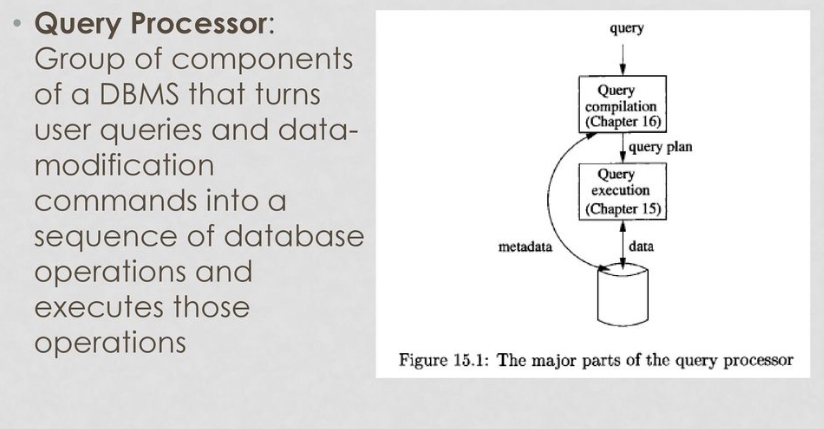 • Query Processor:
Group of components
of a DBMS that turns
user queries and data-
modification
commands into a
sequence of database
operations and
executes those
operations
query
Query
compilation
(Chapter 16)
query plan
Query
execution
(Chapter 15)
metadata
data
Figure 15.1: The major parts of the query processor